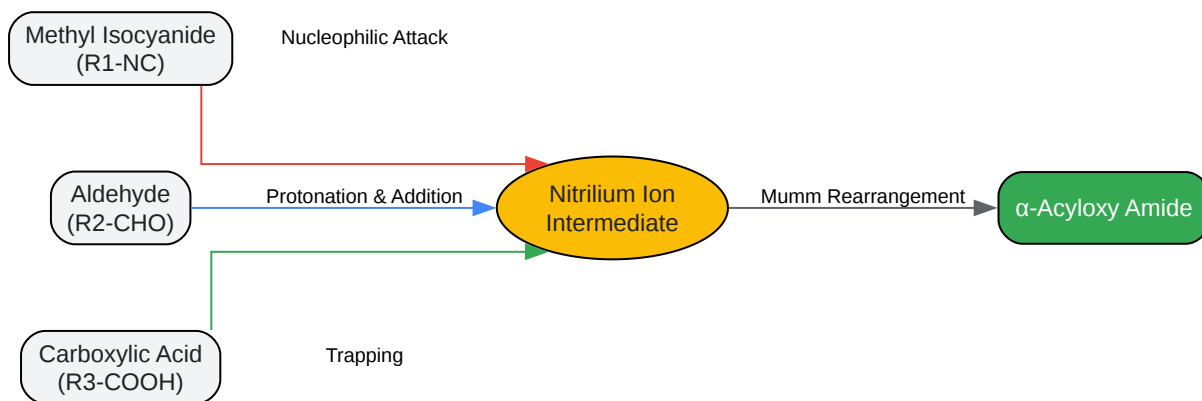 Methyl Isocyanide
(R1-NC)
Nucleophilic Attack
Aldehyde
(R2-CHO)
Protonation & Addition
Nitrilium Ion
Intermediate
Mumm Rearrangement
α-Acyloxy Amide
Carboxylic Acid
(R3-COOH)
Trapping